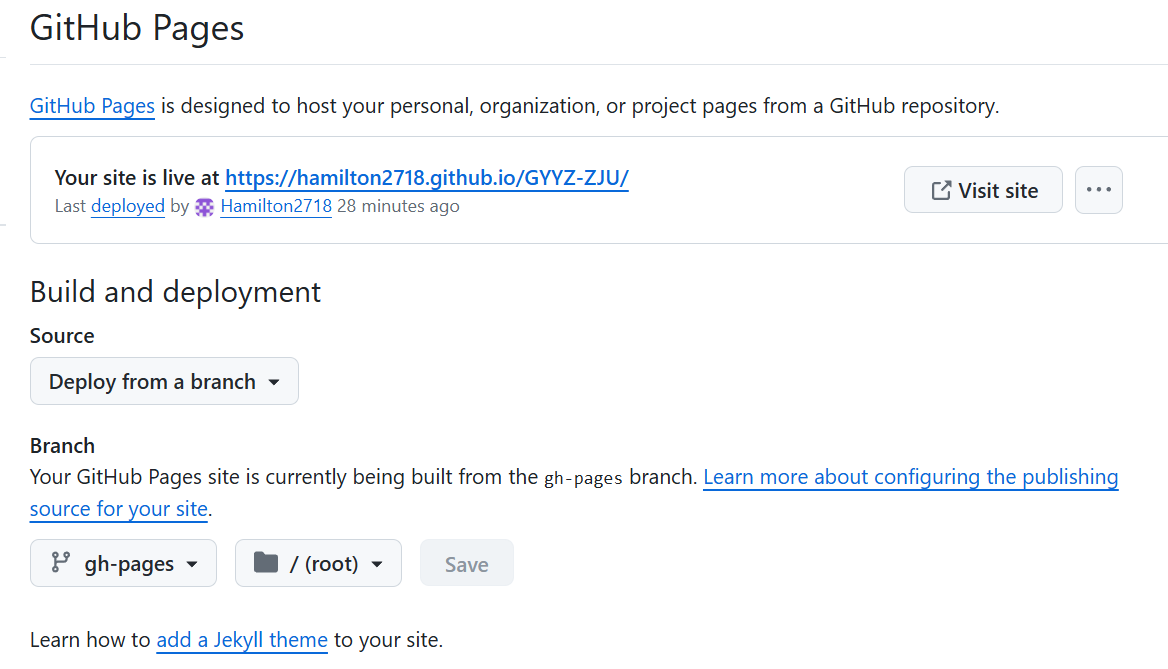 GitHub Pages
GitHub Pages is designed to host your personal, organization, or project pages from a GitHub repository.
Your site is live at https://hamilton2718.github.io/GYYZ-ZJU/
Last deployed by Hamilton2718 28 minutes ago
Visit site
Build and deployment
Source
Deploy from a branch
Branch
Your GitHub Pages site is currently being built from the gh-pages branch. Learn more about configuring the publishing
source for your site.
gh-pages / (root) Save
Learn how to add a Jekyll theme to your site.